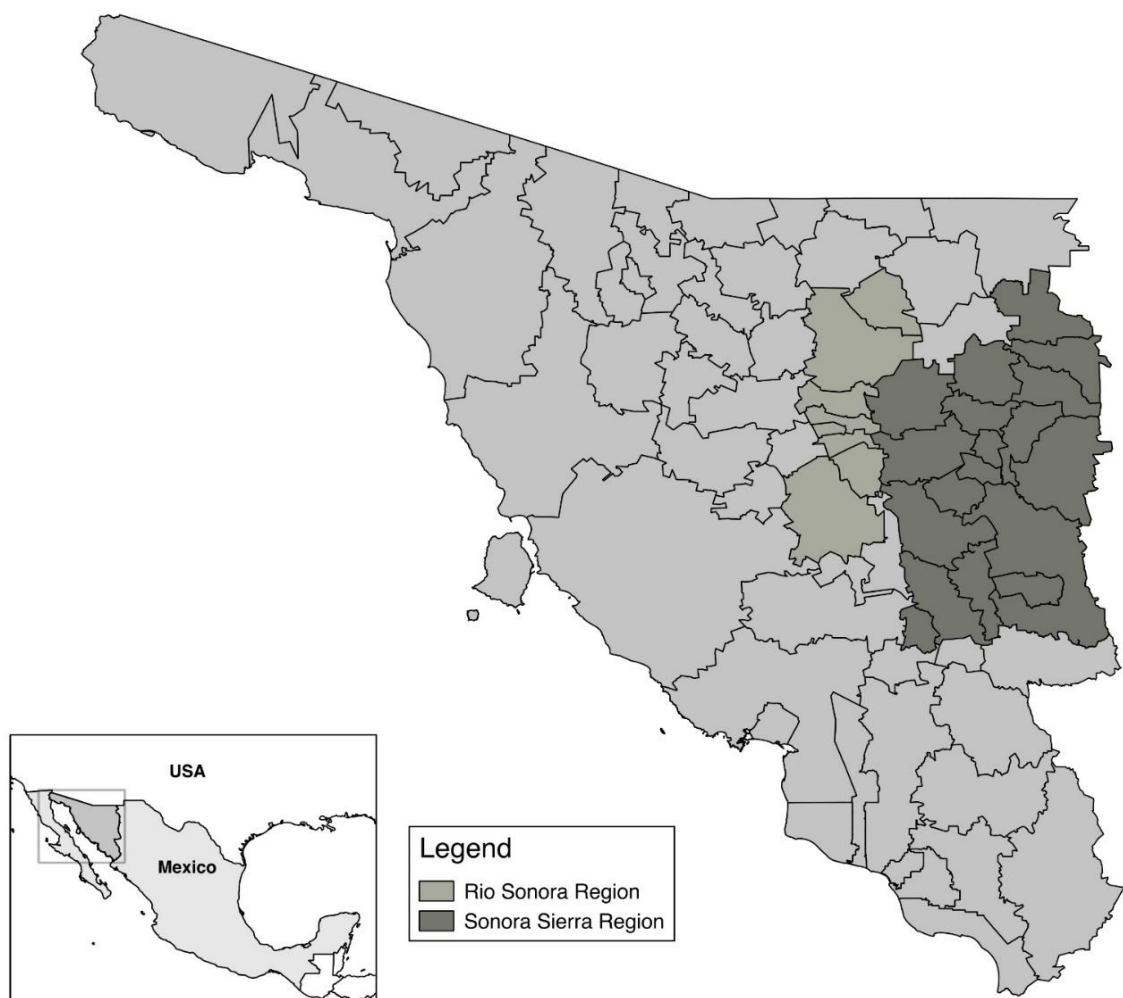 USA
Mexico
Legend
Rio Sonora Region
Sonora Sierra Region